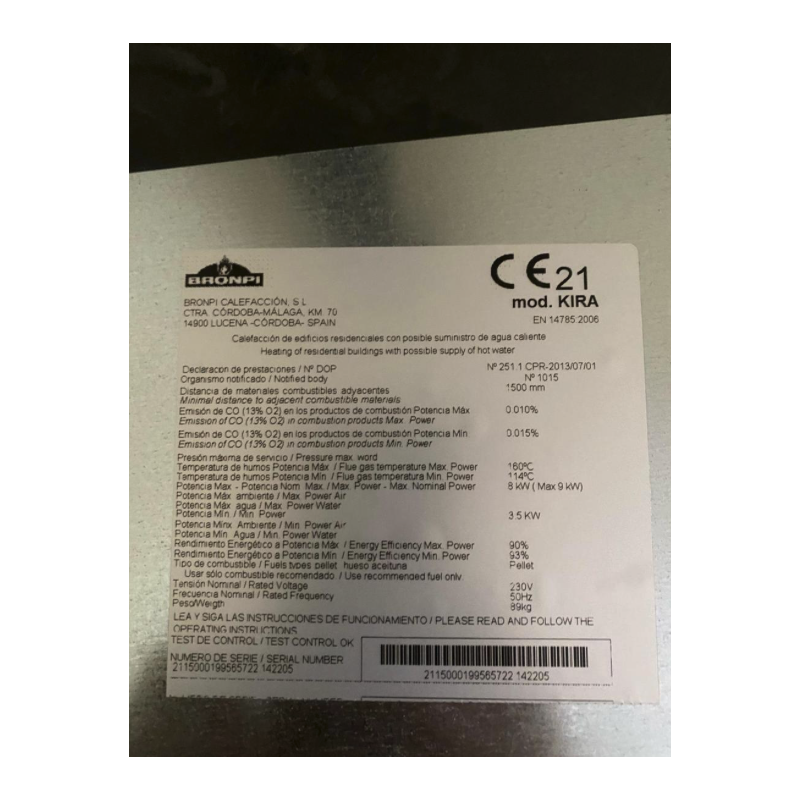 BRONPI
CE 21
mod. KIRA
BRONPI CALEFACCIÓN, S L
CTRA. CÓRDOBA-MÁLAGA, KM. 70
14900 LUCENA -CÓRDOBA- SPAIN
EN 14785:2006
Calefacción de edificios residenciales con posible suministro de agua caliente
Heating of residential buildings with possible supply of hot water
Declaracon de prestaciones / Nº DOP Nº 251.1 CPR-2013/07/01
Organismo notificado / Notified body Nº 1015
Distancia de materiales combustibles adyacentes 1500 mm
Minimal distance to adjacent combustible materials
Emisión de CO (13% O2) en los productos de combustión Potencia Máx 0.010%
Emission of CO (13% O2) in combustion products Max. Power
Emisión de CO (13% O2) en los productos de combustión Potencia Mín 0.015%
Emission of CO (13% O2) in combustion products Min. Power
Presión máxima de servicio / Pressure max. word
Temperatura de humos Potencia Máx / Flue gas temperature Max. Power 160ºC
Temperatura de humos Potencia Mín / Flue gas temperature Min. Power 114ºC
Potencia Max - Potencia Nom. Max / Max. Power - Max. Nominal Power 8 kW ( Max 9 kW)
Potencia Máx ambiente / Max. Power Air
Potencia Máx. agua / Max. Power Water
Potencia Mín / Min. Power 3.5 KW
Potencia Mínx. Ambiente / Min. Power Air
Potencia Mín. Agua / Min. Power Water
Rendimiento Energético a Potencia Máx / Energy Efficiency Max. Power 90%
Rendimiento Energético a Potencia Mín / Energy Efficiency Min. Power 93%
Tipo de combustible / Fuels types pellet, hueso aceituna Pellet
Usar sólo combustible recomendado / Use recommended fuel only.
Tensión Nominal / Rated Voltage 230V
Frecuencia Nominal / Rated Frequency 50Hz
Peso/Weigth 89kg
LEA Y SIGA LAS INSTRUCCIONES DE FUNCIONAMIENTO / PLEASE READ AND FOLLOW THE
OPERATING INSTRUCTIONS
TEST DE CONTROL / TEST CONTROL OK
NUMERO DE SERIE / SERIAL NUMBER
2115000199565722 142205
2115000199565722 142205